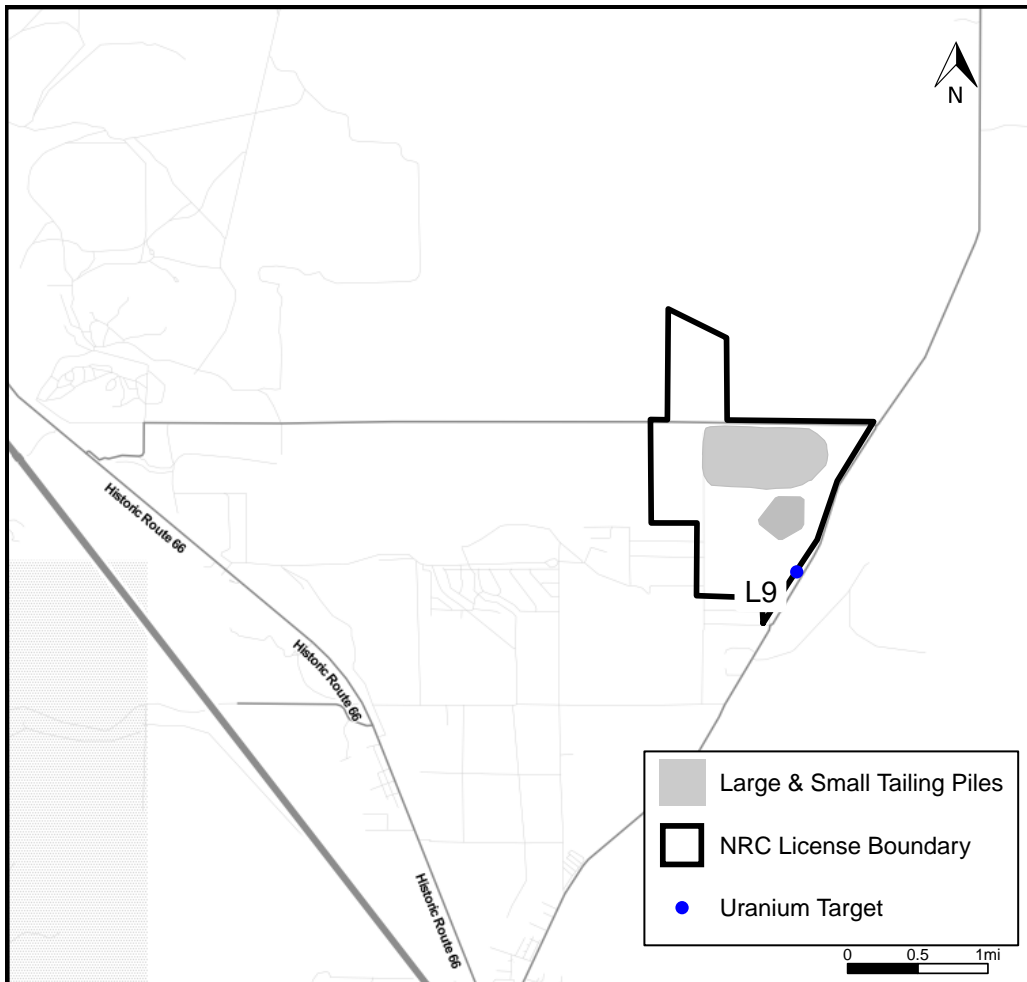 N
Historic Route 66
L9
Historic Route 66
Large & Small Tailing Piles
NRC License Boundary
Historic Route 66
Uranium Target
0 0.5 1mi